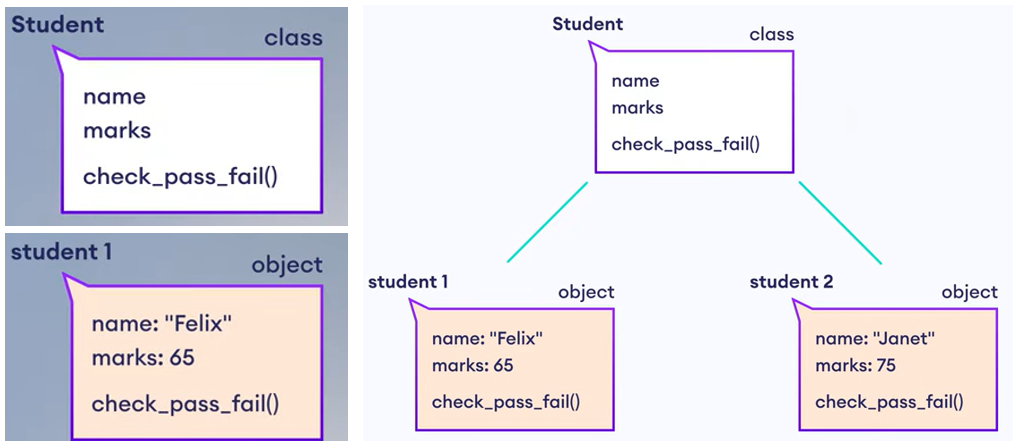 Student
class
name
marks
check_pass_fail()
student 1
object
name: "Felix"
marks: 65
check_pass_fail()
Student
class
name
marks
check_pass_fail()
student 1
object
name: "Felix"
marks: 65
check_pass_fail()
student 2
object
name: "Janet"
marks: 75
check_pass_fail()